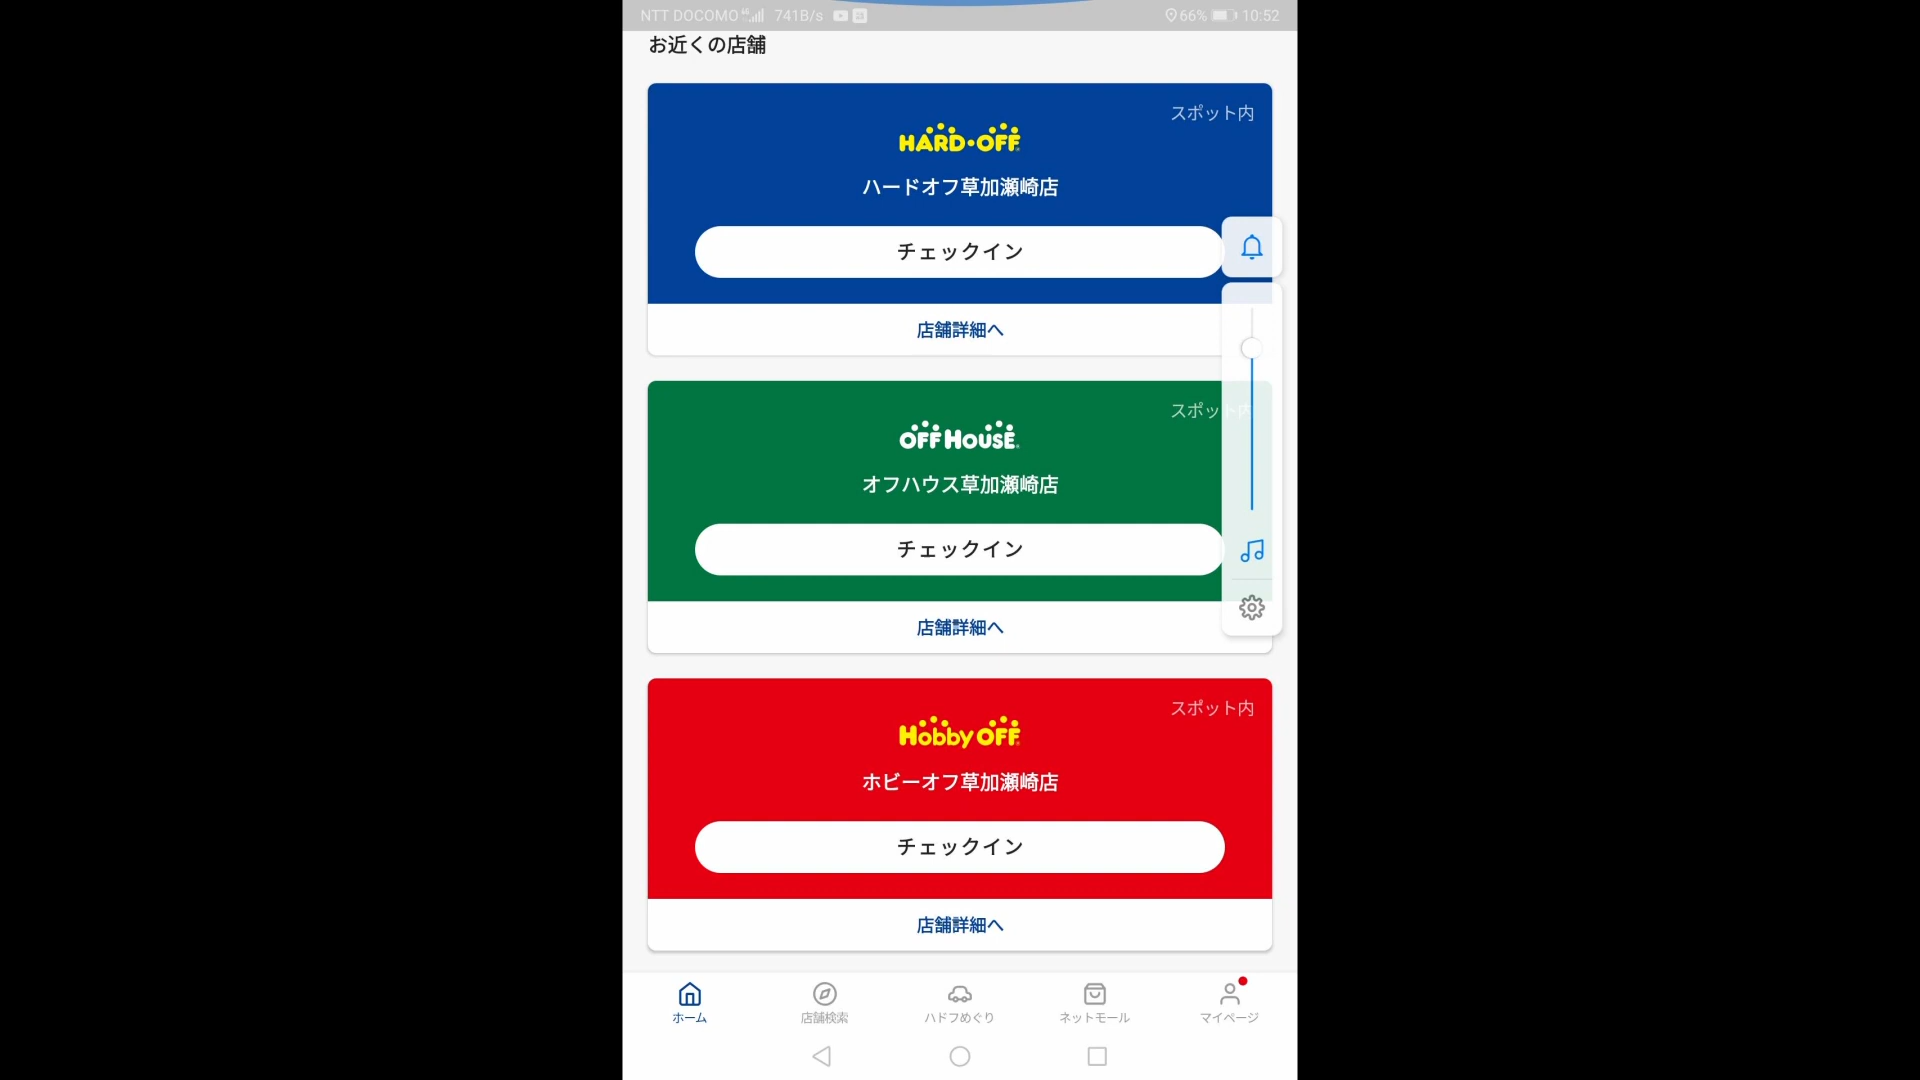 NTT DOCOMO 741B/s 66% 10:52
お近くの店舗
スポット内
HARD・OFF
ハードオフ草加瀬崎店
チェックイン
店舗詳細へ
スポット内
OFF HOUSE
オフハウス草加瀬崎店
チェックイン
店舗詳細へ
スポット内
Hobby OFF
ホビーオフ草加瀬崎店
チェックイン
店舗詳細へ
ホーム 店舗検索 ハドフめぐり ネットモール マイページ